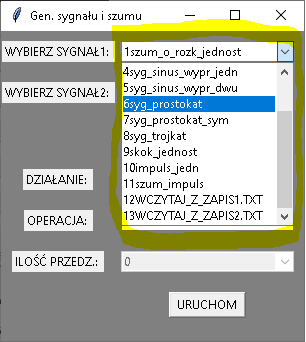 Gen. sygnału i szumu
WYBIERZ SYGNAŁ1:
1szum_o_rozk_jednost
4syg_sinus_wypr_jedn
5syg_sinus_wypr_dwu
WYBIERZ SYGNAŁ2:
6syg_prostokat
7syg_prostokat_sym
8syg_trojkat
9skok_jednost
10impuls_jedn
DZIAŁANIE:
11szum_impuls
12WCZYTAJ_Z_ZAPIS1.TXT
OPERACJA:
13WCZYTAJ_Z_ZAPIS2.TXT
ILOŚĆ PRZEDZ.:
0
URUCHOM